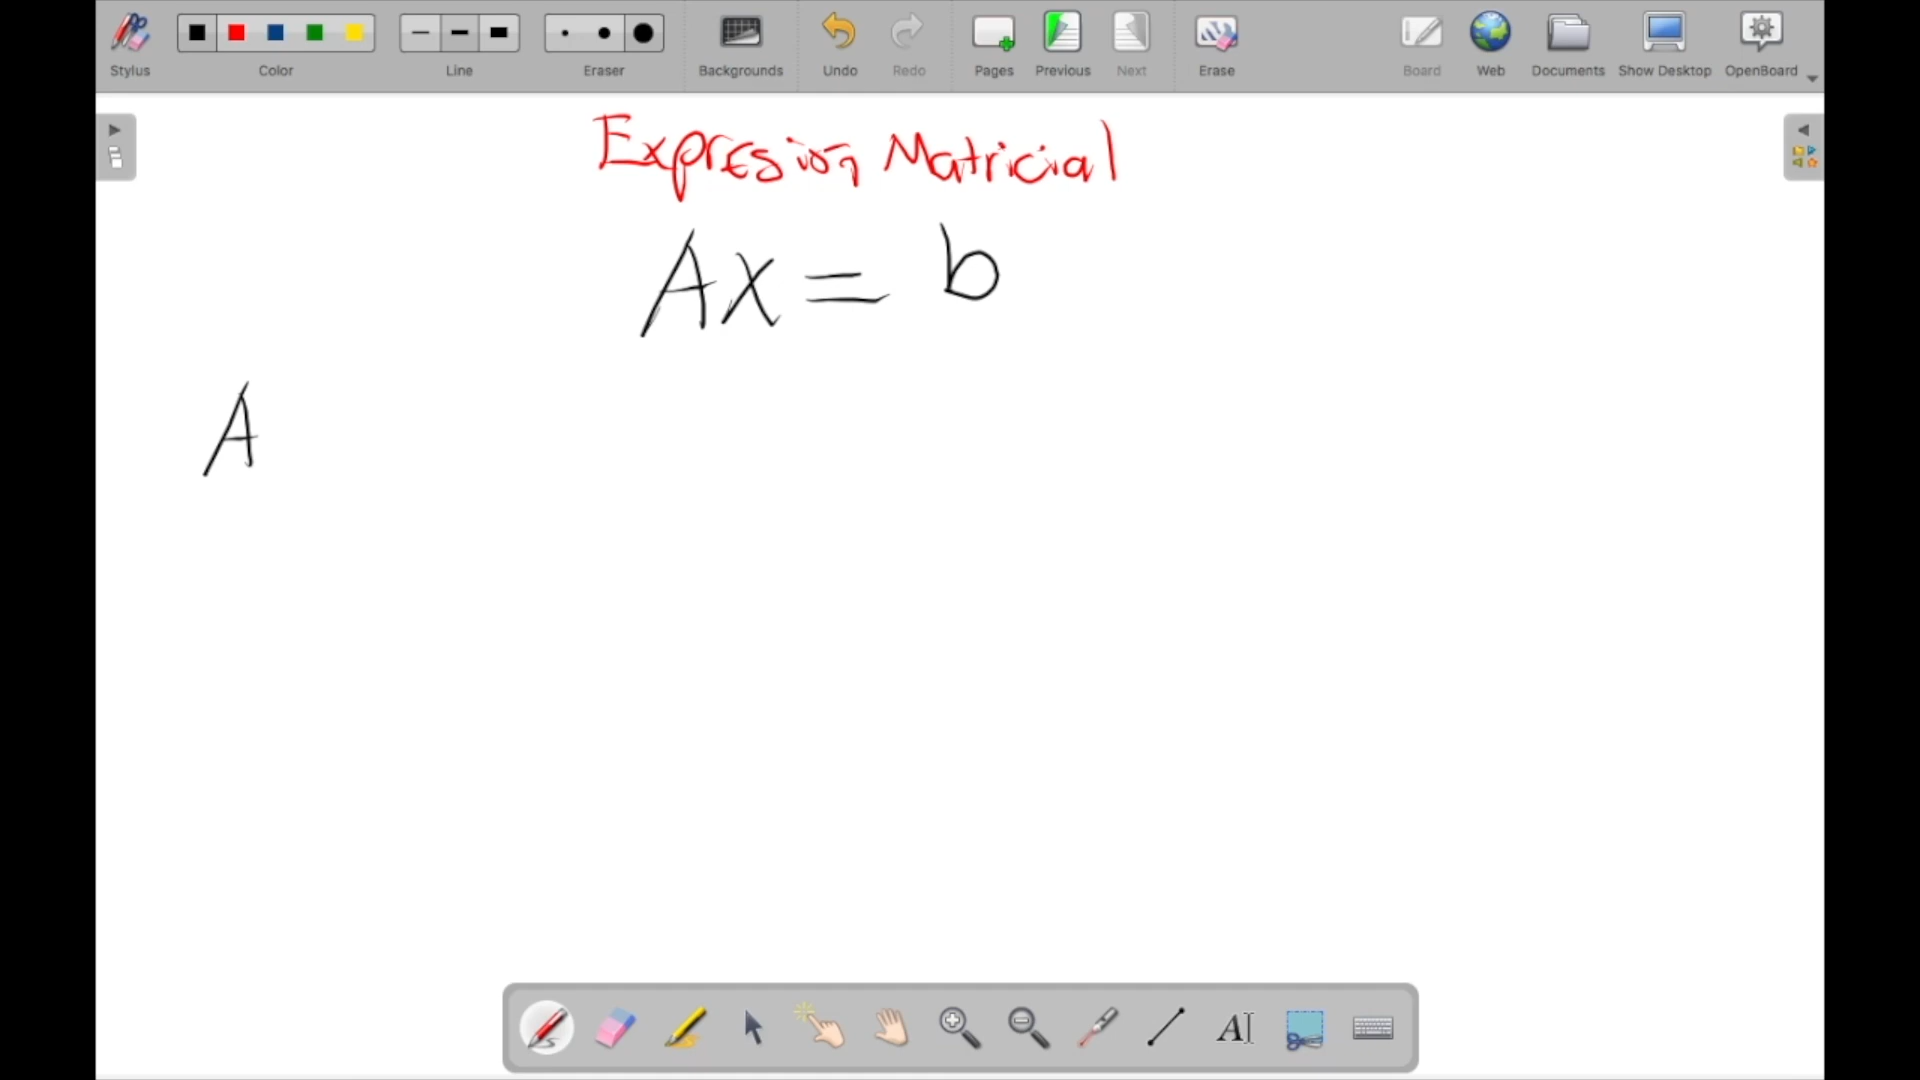 Stylus Color Line Eraser Backgrounds Undo Redo Pages Previous Next Erase Board Web Documents Show Desktop OpenBoard
Expresión Matricial
Ax = b
A